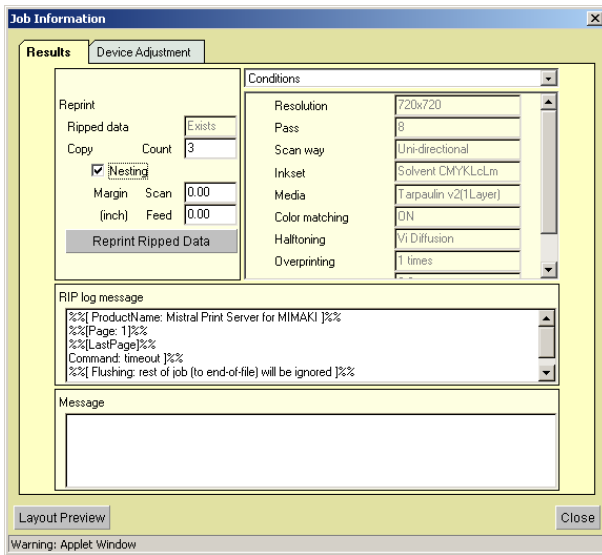 Job Information
Results
Device Adjustment
Reprint
Ripped data Exists
Copy Count 3
Nesting
Margin Scan 0.00
(inch) Feed 0.00
Reprint Ripped Data
Conditions
Resolution 720x720
Pass 8
Scan way Uni-directional
Inkset Solvent CMYKLcLm
Media Tarpaulin v2(1Layer)
Color matching ON
Halftoning Vi Diffusion
Overprinting 1 times
RIP log message
%%[ ProductName: Mistral Print Server for MIMAKI ]%%
%%[Page: 1]%%
%%[LastPage]%%
Command: timeout ]%%
%%[ Flushing: rest of job (to end-of-file) will be ignored ]%%
Message
Layout Preview
Close
Warning: Applet Window